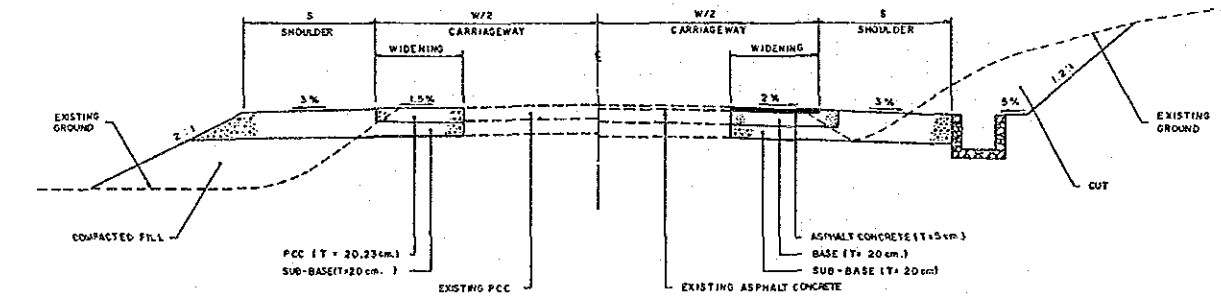 S
SHOULDER
W/2
CARRIAGEWAY
W/2
CARRIAGEWAY
S
SHOULDER
WIDENING
WIDENING
3%
1.5%
2%
3%
5%
1.2:1
2:1
EXISTING
GROUND
EXISTING
GROUND
CUT
COMPACTED FILL
PCC (T = 20,23cm.)
SUB-BASE(T=20cm. )
EXISTING PCC
EXISTING ASPHALT CONCRETE
ASPHALT CONCRETE (T=5cm.)
BASE (T= 20cm.)
SUB-BASE (T= 20cm)